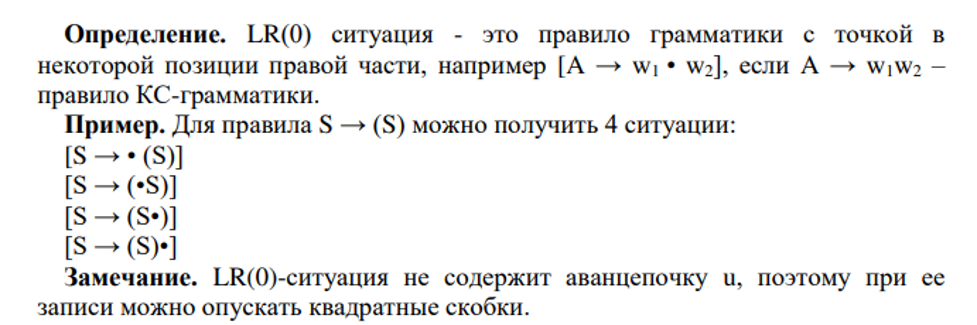 Определение. LR(0) ситуация - это правило грамматики с точкой в
некоторой позиции правой части, например [A → w₁ • w₂], если A → w₁w₂ –
правило КС-грамматики.
Пример. Для правила S → (S) можно получить 4 ситуации:
[S → • (S)]
[S → (•S)]
[S → (S•)]
[S → (S)•]
Замечание. LR(0)-ситуация не содержит аванцепочку u, поэтому при ее
записи можно опускать квадратные скобки.